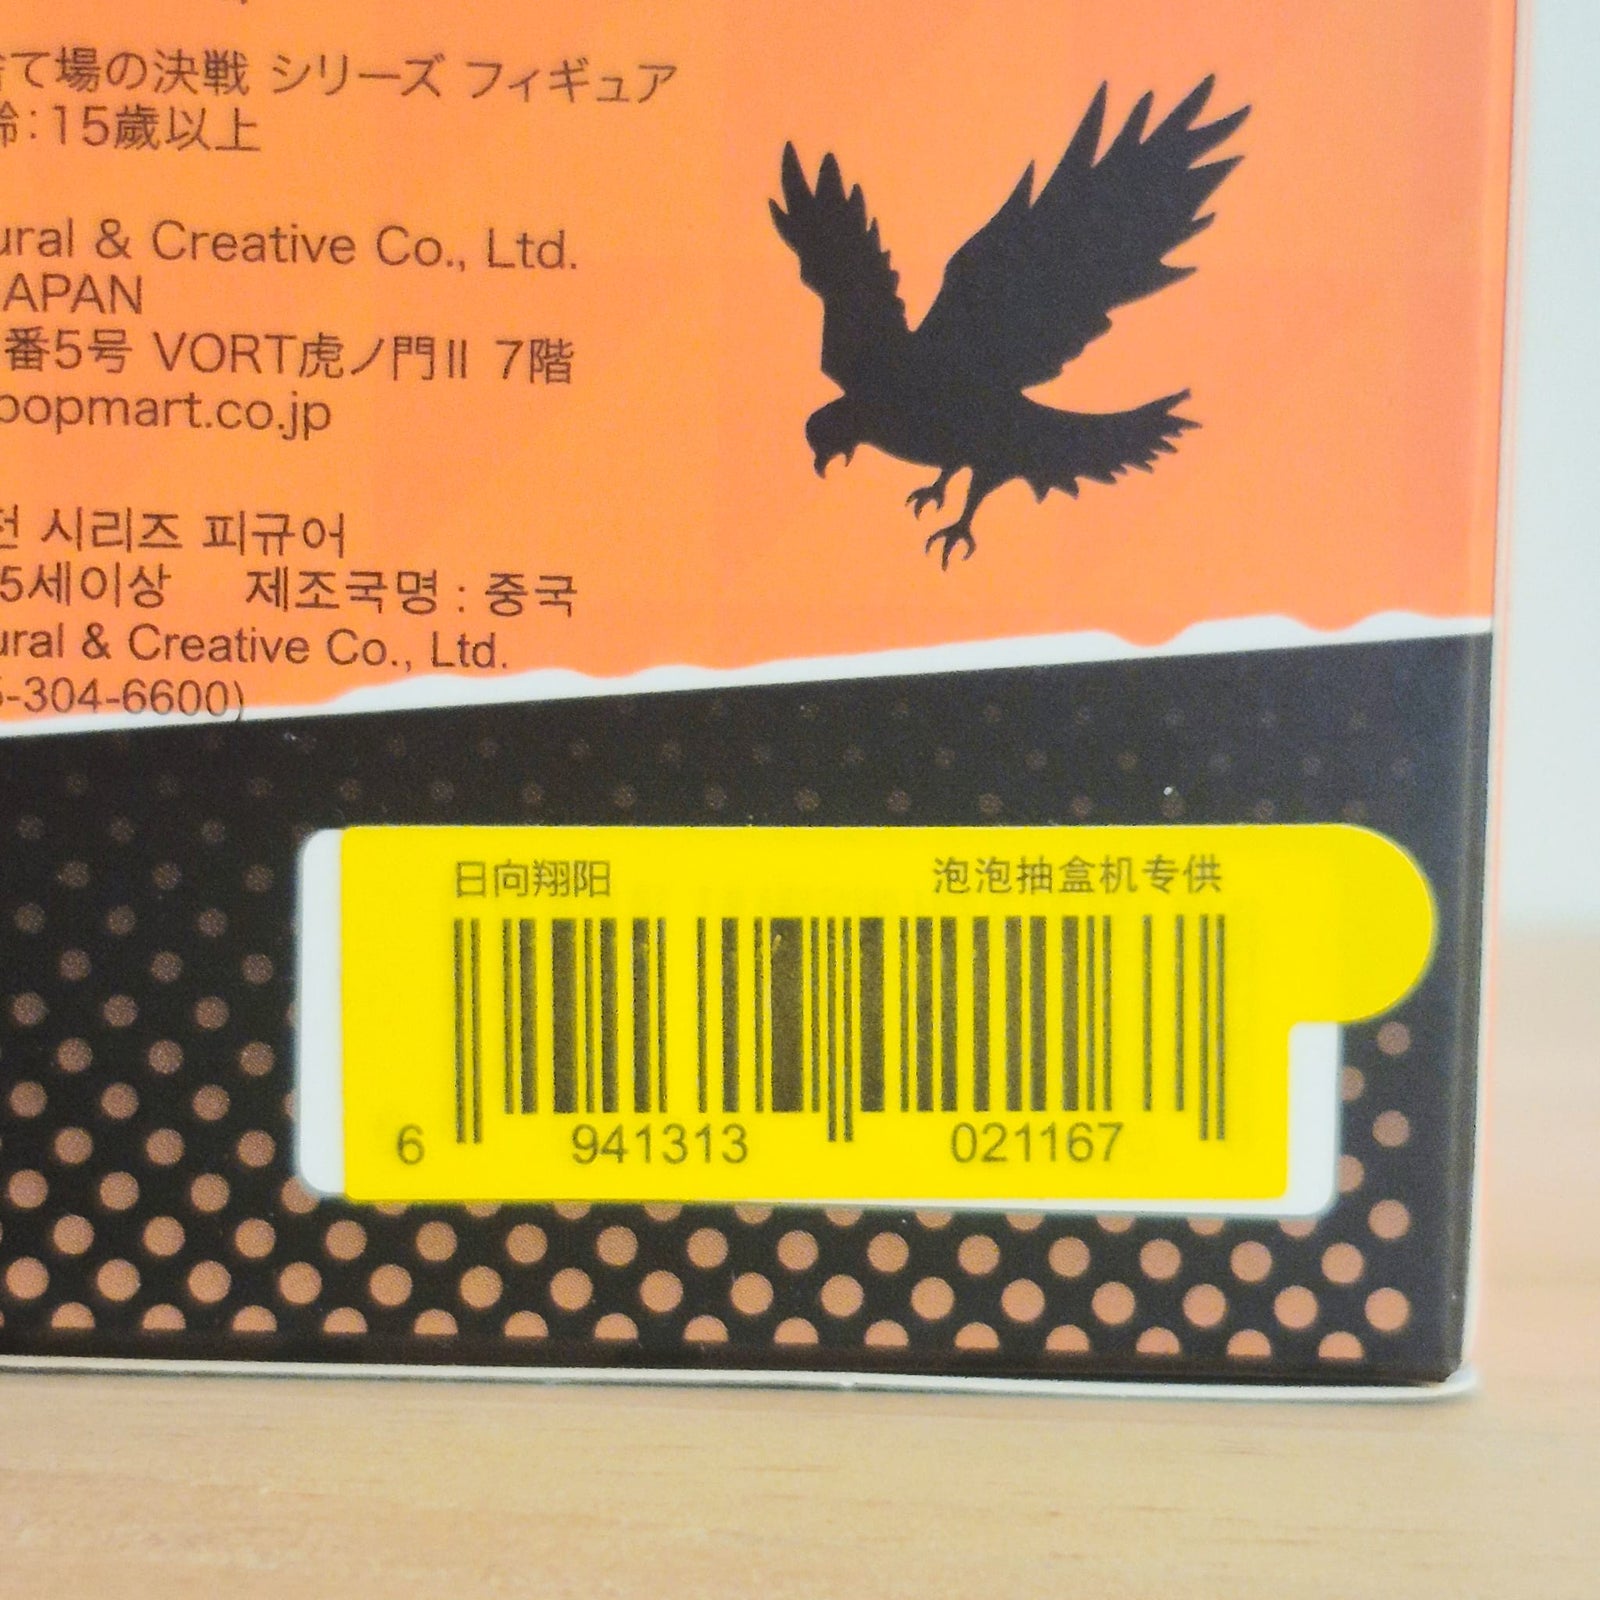 て場の決戦 シリーズ フィギュア
齢：15歳以上
ural & Creative Co., Ltd.
JAPAN
番5号 VORT虎ノ門II 7階
popmart.co.jp
전 시리즈 피규어
5세이상 제조국명 : 중국
ural & Creative Co., Ltd.
-304-6600)
日向翔阳 泡泡抽盒机专供
6 941313 021167